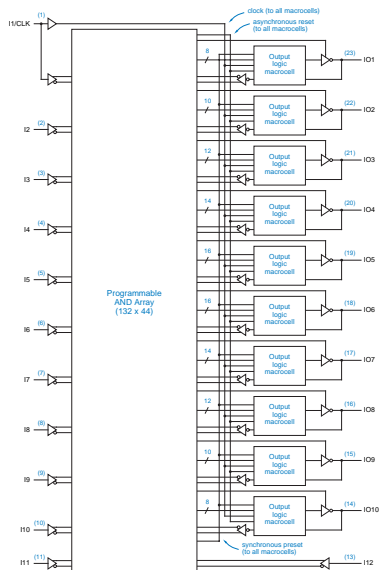 clock (to all macrocells)
asynchronous reset
(to all macrocells)
(1)
I1/CLK
8
Output
logic
macrocell
(23)
IO1
(2)
I2
10
Output
logic
macrocell
(22)
IO2
(3)
I3
12
Output
logic
macrocell
(21)
IO3
(4)
I4
14
Output
logic
macrocell
(20)
IO4
(5)
I5
16
Output
logic
macrocell
(19)
IO5
Programmable
AND Array
(132 x 44)
(6)
I6
16
Output
logic
macrocell
(18)
IO6
(7)
I7
14
Output
logic
macrocell
(17)
IO7
(8)
I8
12
Output
logic
macrocell
(16)
IO8
(9)
I9
10
Output
logic
macrocell
(15)
IO9
(10)
I10
8
Output
logic
macrocell
(14)
IO10
synchronous preset
(to all macrocells)
(11)
I11
(13)
I12